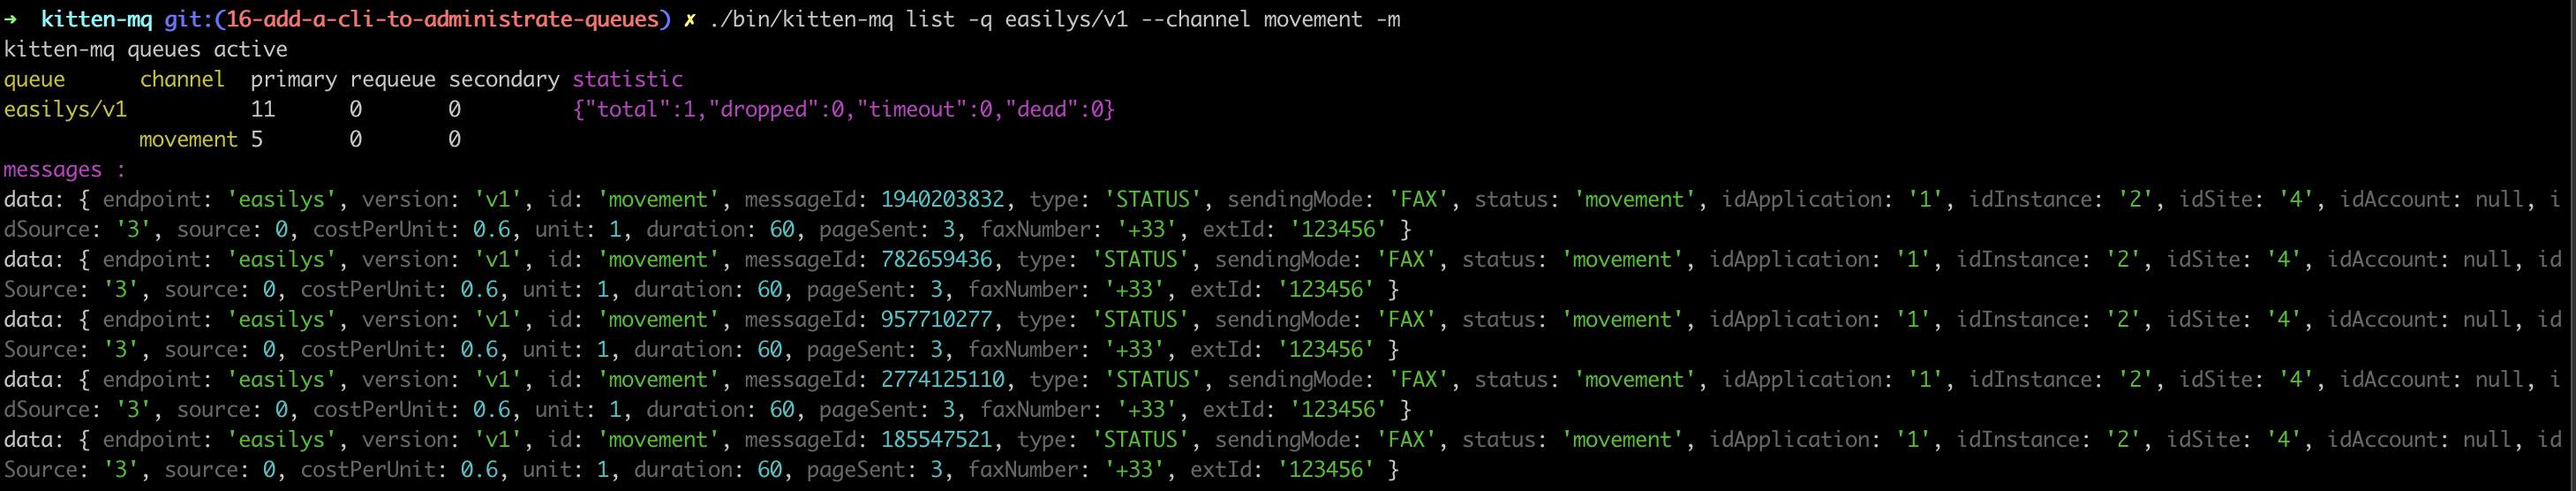 ➜  kitten-mq git:(16-add-a-cli-to-administrate-queues) ✗ ./bin/kitten-mq list -q easilys/v1 --channel movement -m
kitten-mq queues active
queue      channel  primary requeue secondary statistic
easilys/v1          11      0       0         {"total":1,"dropped":0,"timeout":0,"dead":0}
           movement 5       0       0
messages :
data: { endpoint: 'easilys', version: 'v1', id: 'movement', messageId: 1940203832, type: 'STATUS', sendingMode: 'FAX', status: 'movement', idApplication: '1', idInstance: '2', idSite: '4', idAccount: null, i
dSource: '3', source: 0, costPerUnit: 0.6, unit: 1, duration: 60, pageSent: 3, faxNumber: '+33', extId: '123456' }
data: { endpoint: 'easilys', version: 'v1', id: 'movement', messageId: 782659436, type: 'STATUS', sendingMode: 'FAX', status: 'movement', idApplication: '1', idInstance: '2', idSite: '4', idAccount: null, id
Source: '3', source: 0, costPerUnit: 0.6, unit: 1, duration: 60, pageSent: 3, faxNumber: '+33', extId: '123456' }
data: { endpoint: 'easilys', version: 'v1', id: 'movement', messageId: 957710277, type: 'STATUS', sendingMode: 'FAX', status: 'movement', idApplication: '1', idInstance: '2', idSite: '4', idAccount: null, id
Source: '3', source: 0, costPerUnit: 0.6, unit: 1, duration: 60, pageSent: 3, faxNumber: '+33', extId: '123456' }
data: { endpoint: 'easilys', version: 'v1', id: 'movement', messageId: 2774125110, type: 'STATUS', sendingMode: 'FAX', status: 'movement', idApplication: '1', idInstance: '2', idSite: '4', idAccount: null, i
dSource: '3', source: 0, costPerUnit: 0.6, unit: 1, duration: 60, pageSent: 3, faxNumber: '+33', extId: '123456' }
data: { endpoint: 'easilys', version: 'v1', id: 'movement', messageId: 185547521, type: 'STATUS', sendingMode: 'FAX', status: 'movement', idApplication: '1', idInstance: '2', idSite: '4', idAccount: null, id
Source: '3', source: 0, costPerUnit: 0.6, unit: 1, duration: 60, pageSent: 3, faxNumber: '+33', extId: '123456' }